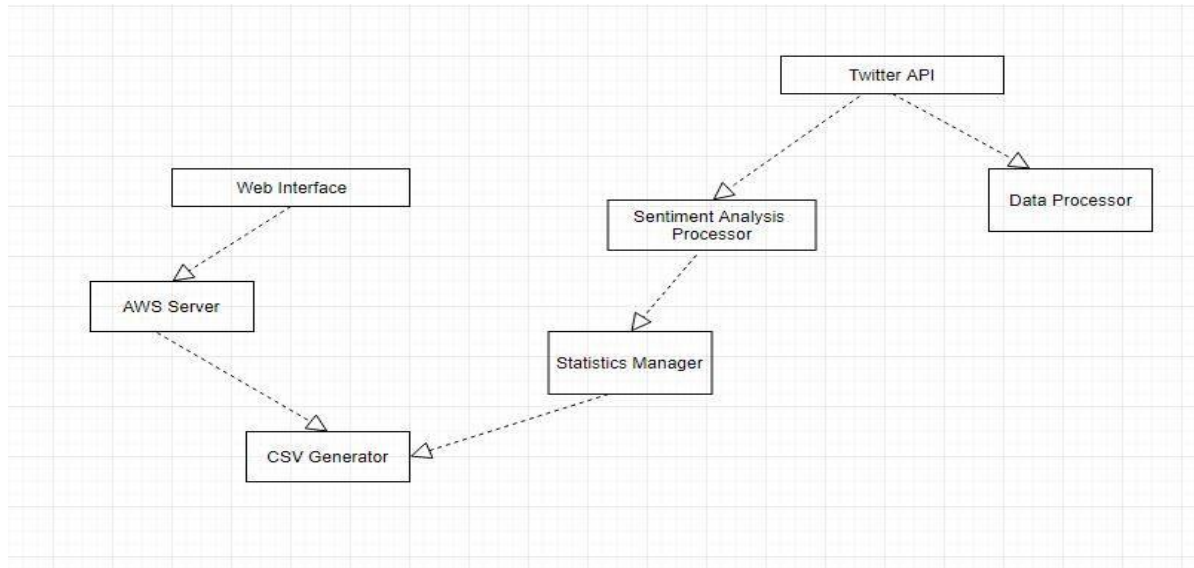 Twitter API
Web Interface
Sentiment Analysis
Processor
Data Processor
AWS Server
Statistics Manager
CSV Generator